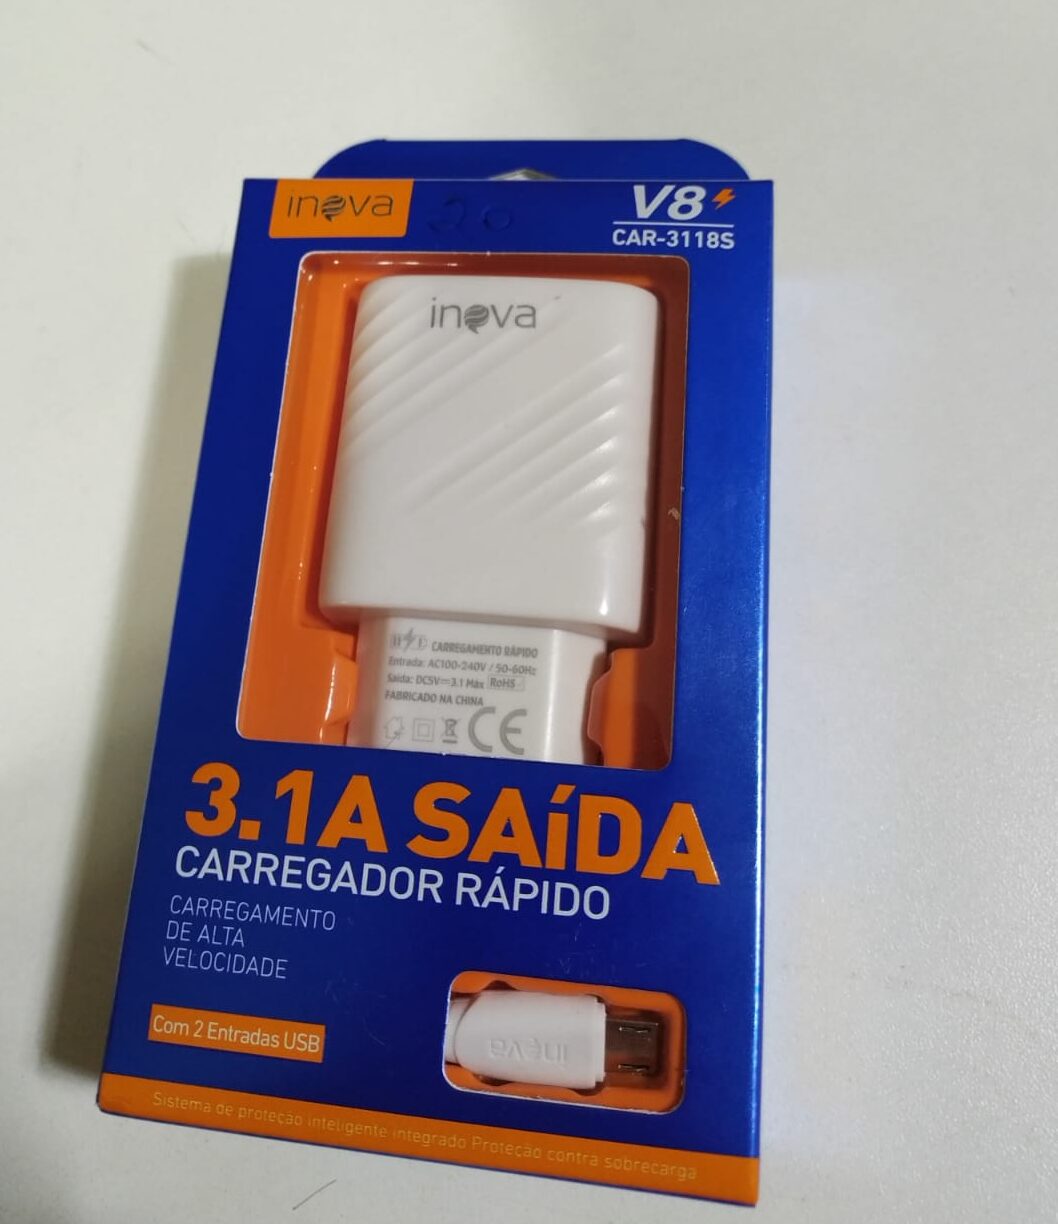 inova
20
V8
CAR-3118S
inova
CARREGAMENTO RÁPIDO
Entrada: AC100-240V / 50-60Hz
Saída: DC5V⎓3.1 Máx RoHS
FABRICADO NA CHINA
CE
3.1A SAíDA
CARREGADOR RÁPIDO
CARREGAMENTO
DE ALTA
VELOCIDADE
Com 2 Entradas USB
inova
Sistema de proteção inteligente integrado Proteção contra sobrecarga